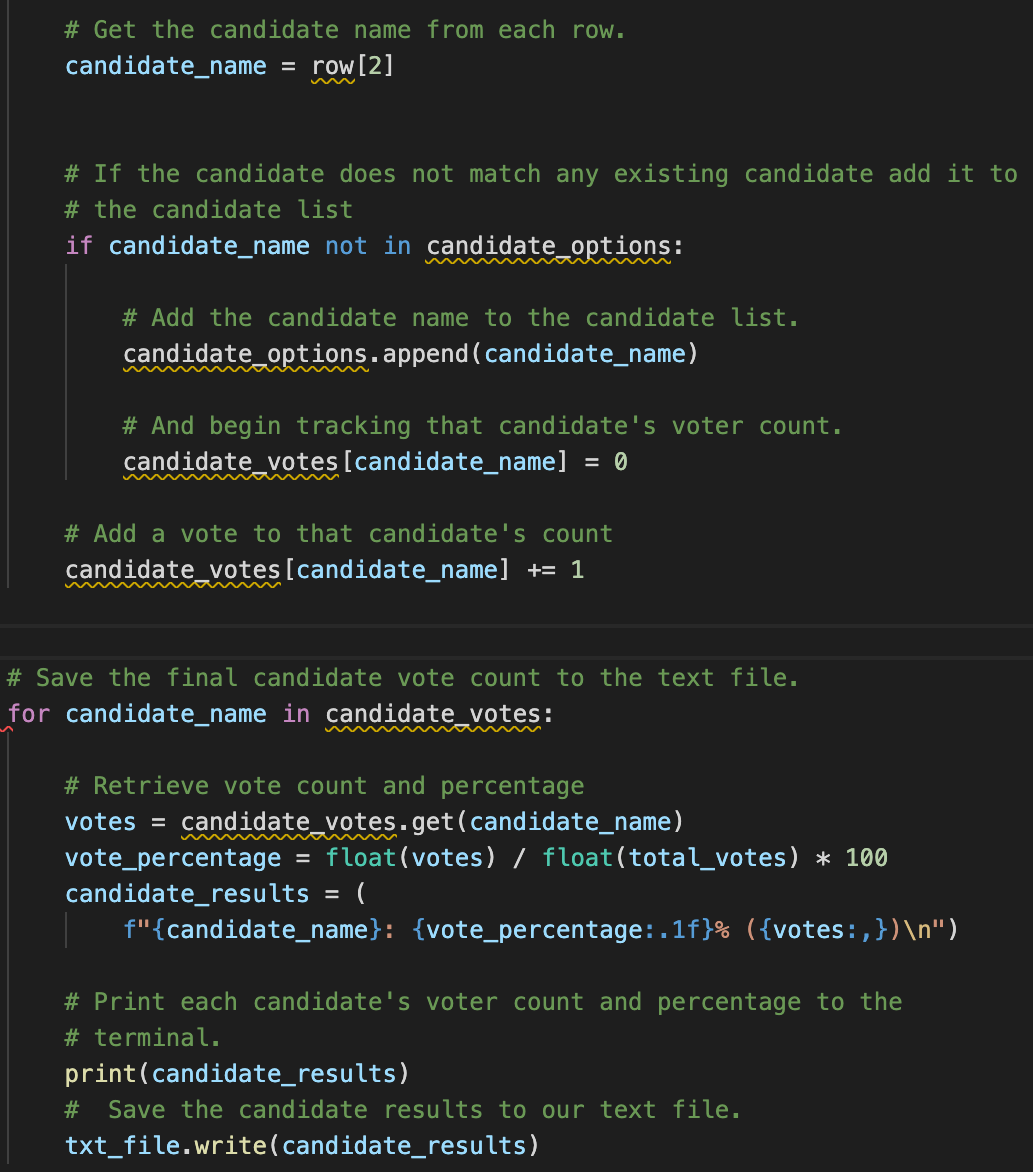 # Get the candidate name from each row.
candidate_name = row[2]
# If the candidate does not match any existing candidate add it to
# the candidate list
if candidate_name not in candidate_options:
# Add the candidate name to the candidate list.
candidate_options.append(candidate_name)
# And begin tracking that candidate's voter count.
candidate_votes[candidate_name] = 0
# Add a vote to that candidate's count
candidate_votes[candidate_name] += 1
# Save the final candidate vote count to the text file.
for candidate_name in candidate_votes:
# Retrieve vote count and percentage
votes = candidate_votes.get(candidate_name)
vote_percentage = float(votes) / float(total_votes) * 100
candidate_results = (
f"{candidate_name}: {vote_percentage:.1f}% ({votes:,})\n")
# Print each candidate's voter count and percentage to the
# terminal.
print(candidate_results)
#  Save the candidate results to our text file.
txt_file.write(candidate_results)